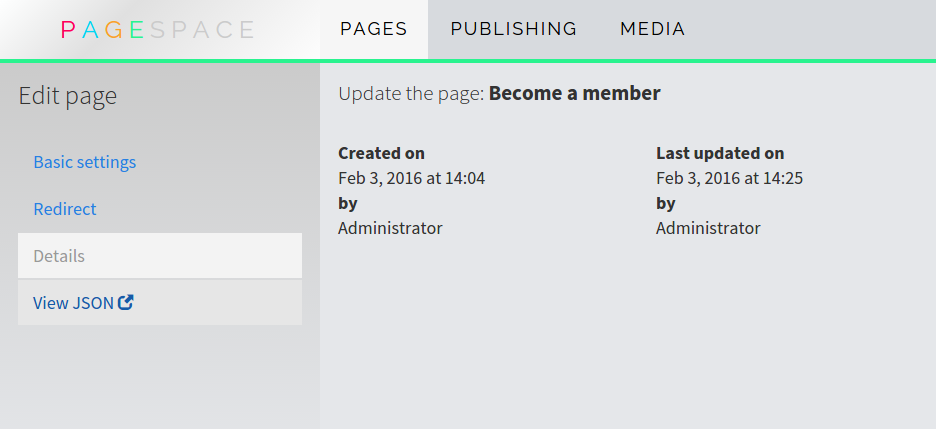 PAGESPACE
PAGES PUBLISHING MEDIA
Edit page
Basic settings
Redirect
Details
View JSON
Update the page: Become a member
Created on
Feb 3, 2016 at 14:04
by
Administrator
Last updated on
Feb 3, 2016 at 14:25
by
Administrator